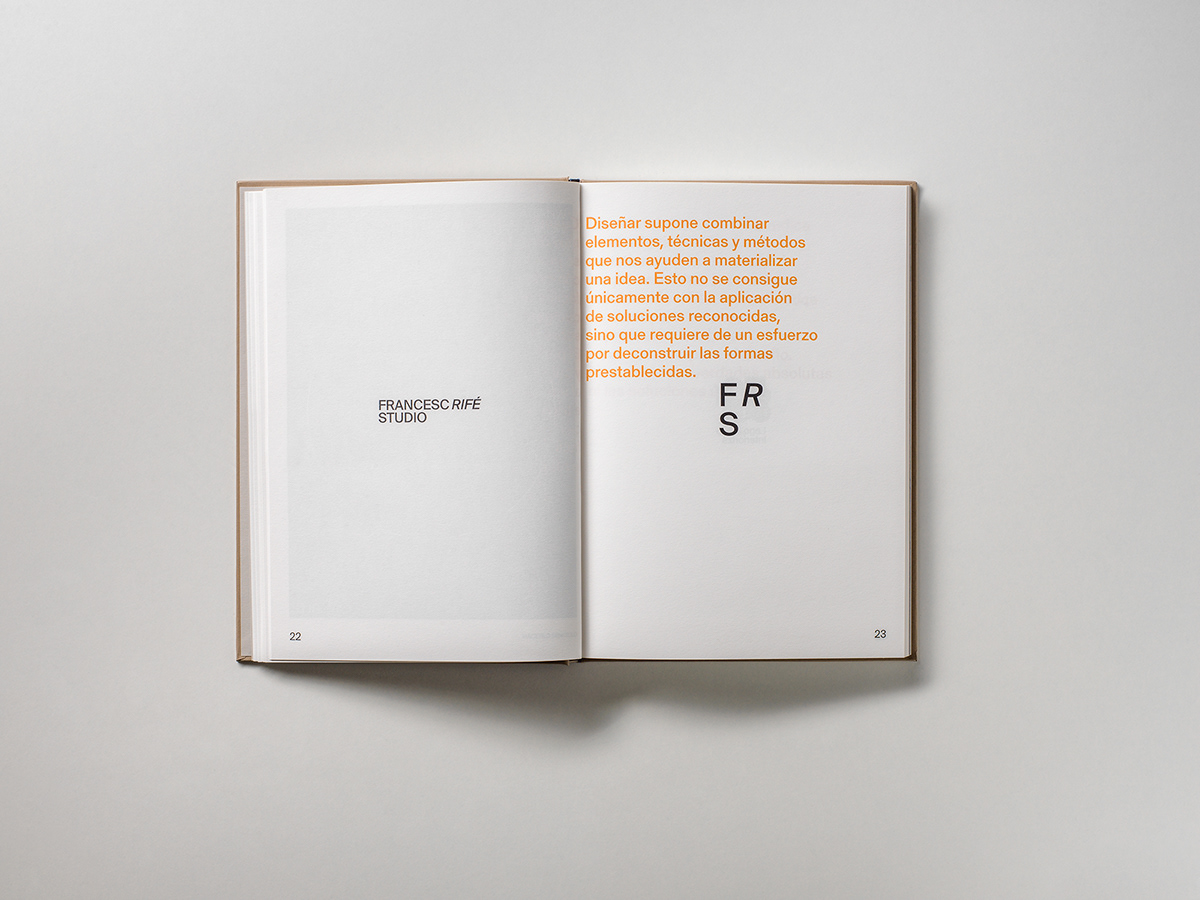 FRANCESC RIFÉ
STUDIO
22
Diseñar supone combinar
elementos, técnicas y métodos
que nos ayuden a materializar
una idea. Esto no se consigue
únicamente con la aplicación
de soluciones reconocidas,
sino que requiere de un esfuerzo
por deconstruir las formas
prestablecidas.
F R
S
23